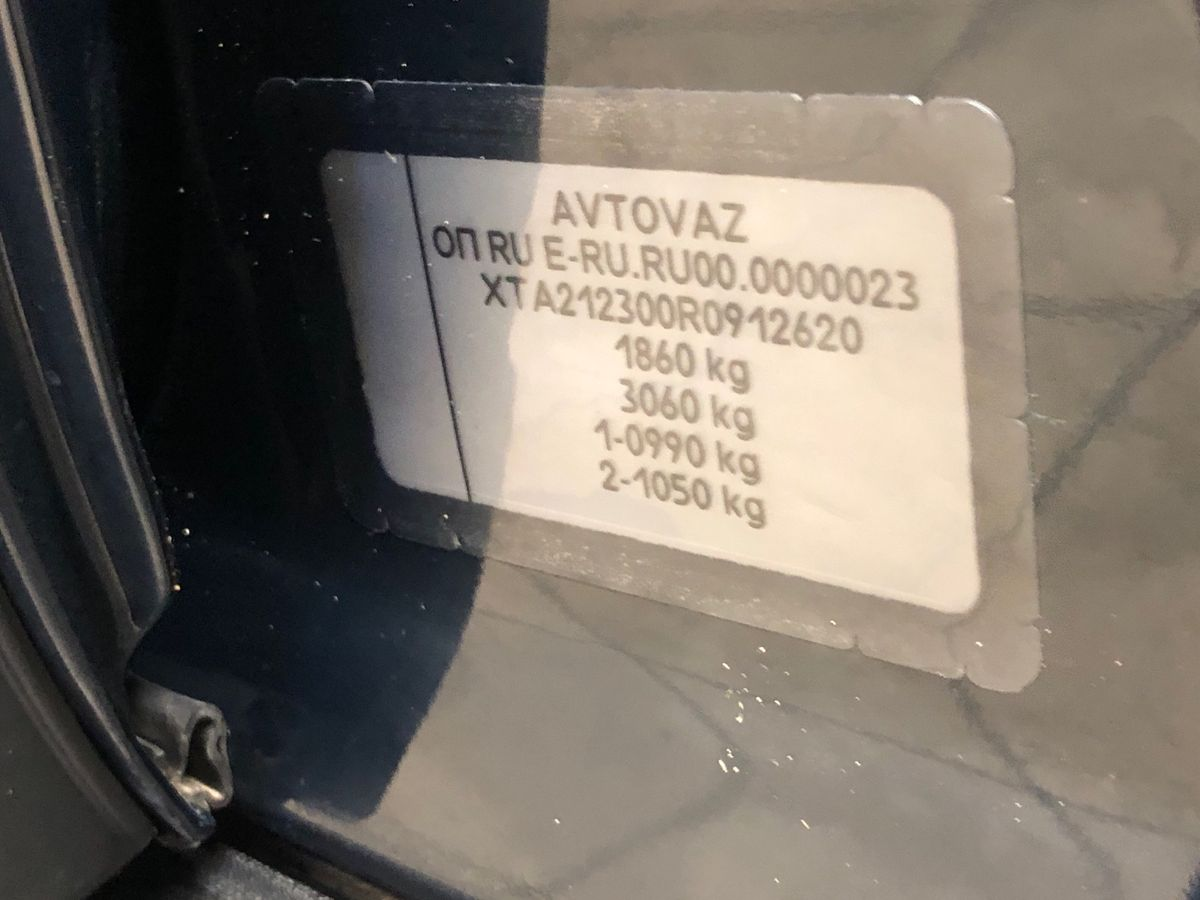 AVTOVAZ
ОП RU E-RU.RU00.0000023
XTA212300R0912620
1860 kg
3060 kg
1-0990 kg
2-1050 kg